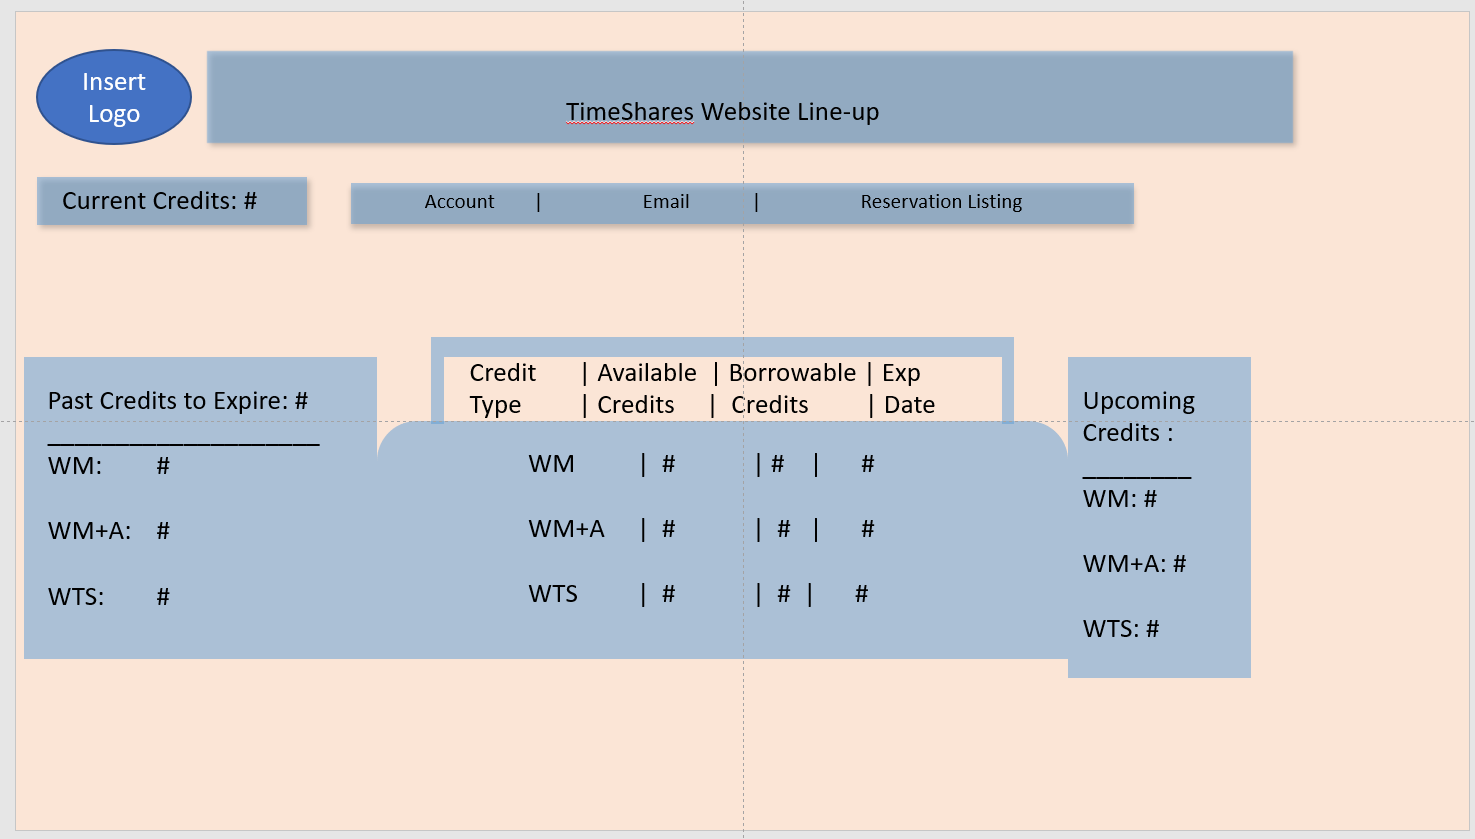 Insert
Logo
TimeShares Website Line-up
Current Credits: #
Account | Email | Reservation Listing
Credit | Available | Borrowable | Exp
Type | Credits | Credits | Date
Past Credits to Expire: #
____________________
WM: #
WM+A: #
WTS: #
WM | # | # | #
WM+A | # | # | #
WTS | # | # | #
Upcoming
Credits :
________
WM: #
WM+A: #
WTS: #